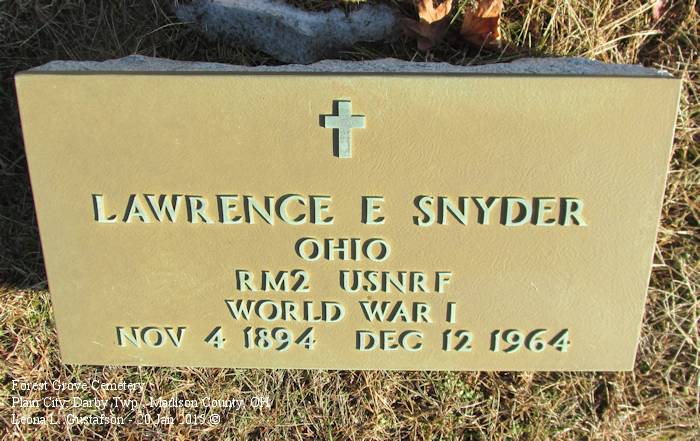 LAWRENCE E SNYDER
OHIO
RM2 USNRF
WORLD WAR I
NOV 4 1894 DEC 12 1964
Forest Grove Cemetery
Plain City, Darby Twp., Madison County, OH
Leona L. Gustafson - 20 Jan 2013 ©